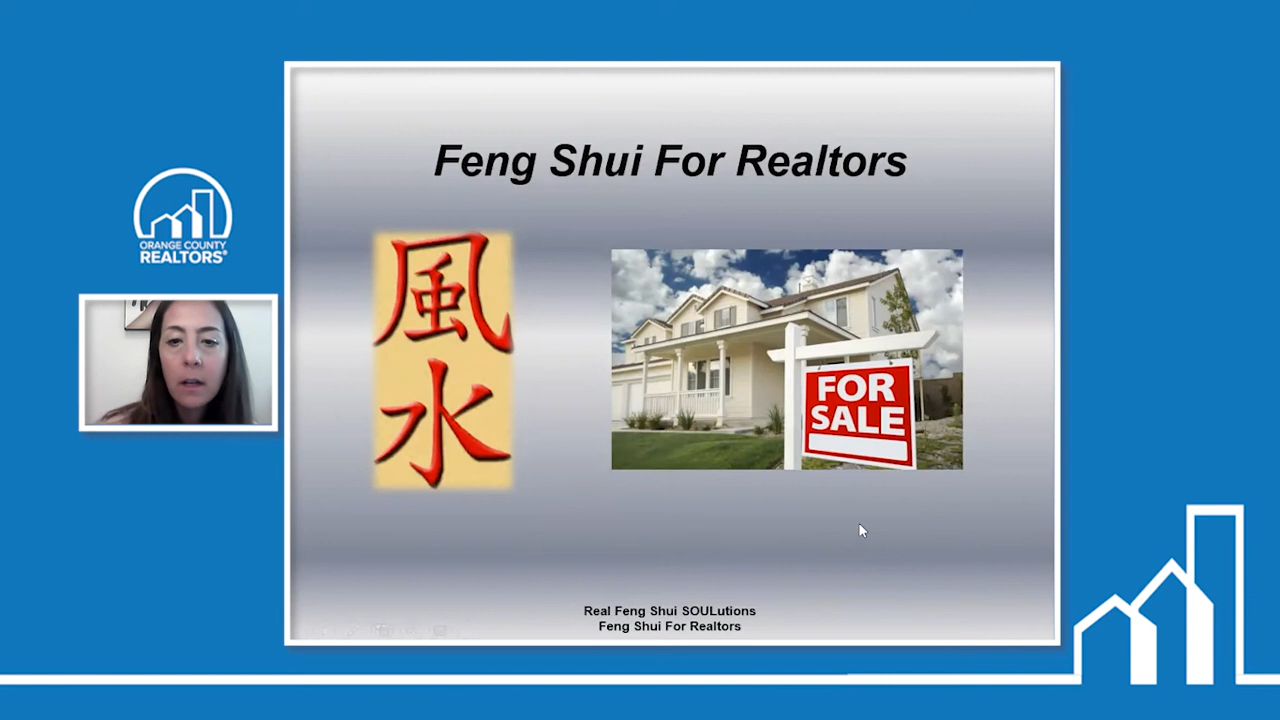 Feng Shui For Realtors
風
水
FOR
SALE
ORANGE COUNTY
REALTORS®
Real Feng Shui SOULutions
Feng Shui For Realtors